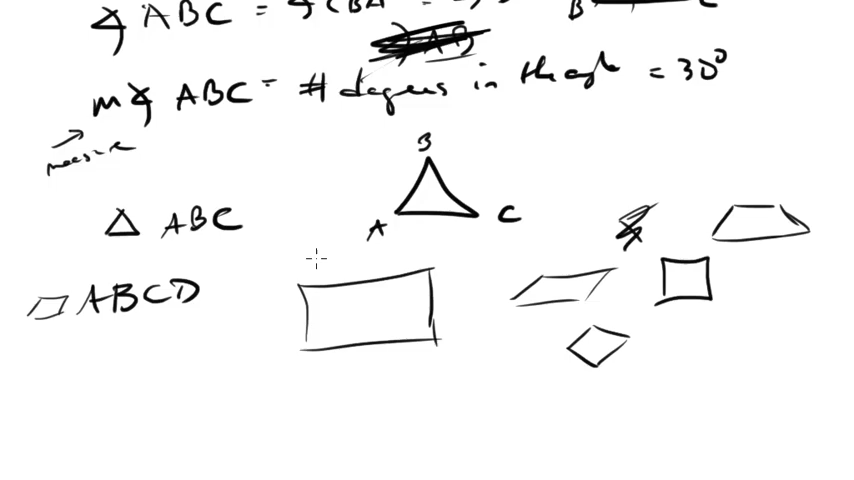 ∡ ABC = ∡ CBA =
B C
m∡ ABC = # degrees in the angle = 30°
measure
B
△ ABC
A C
▱ ABCD